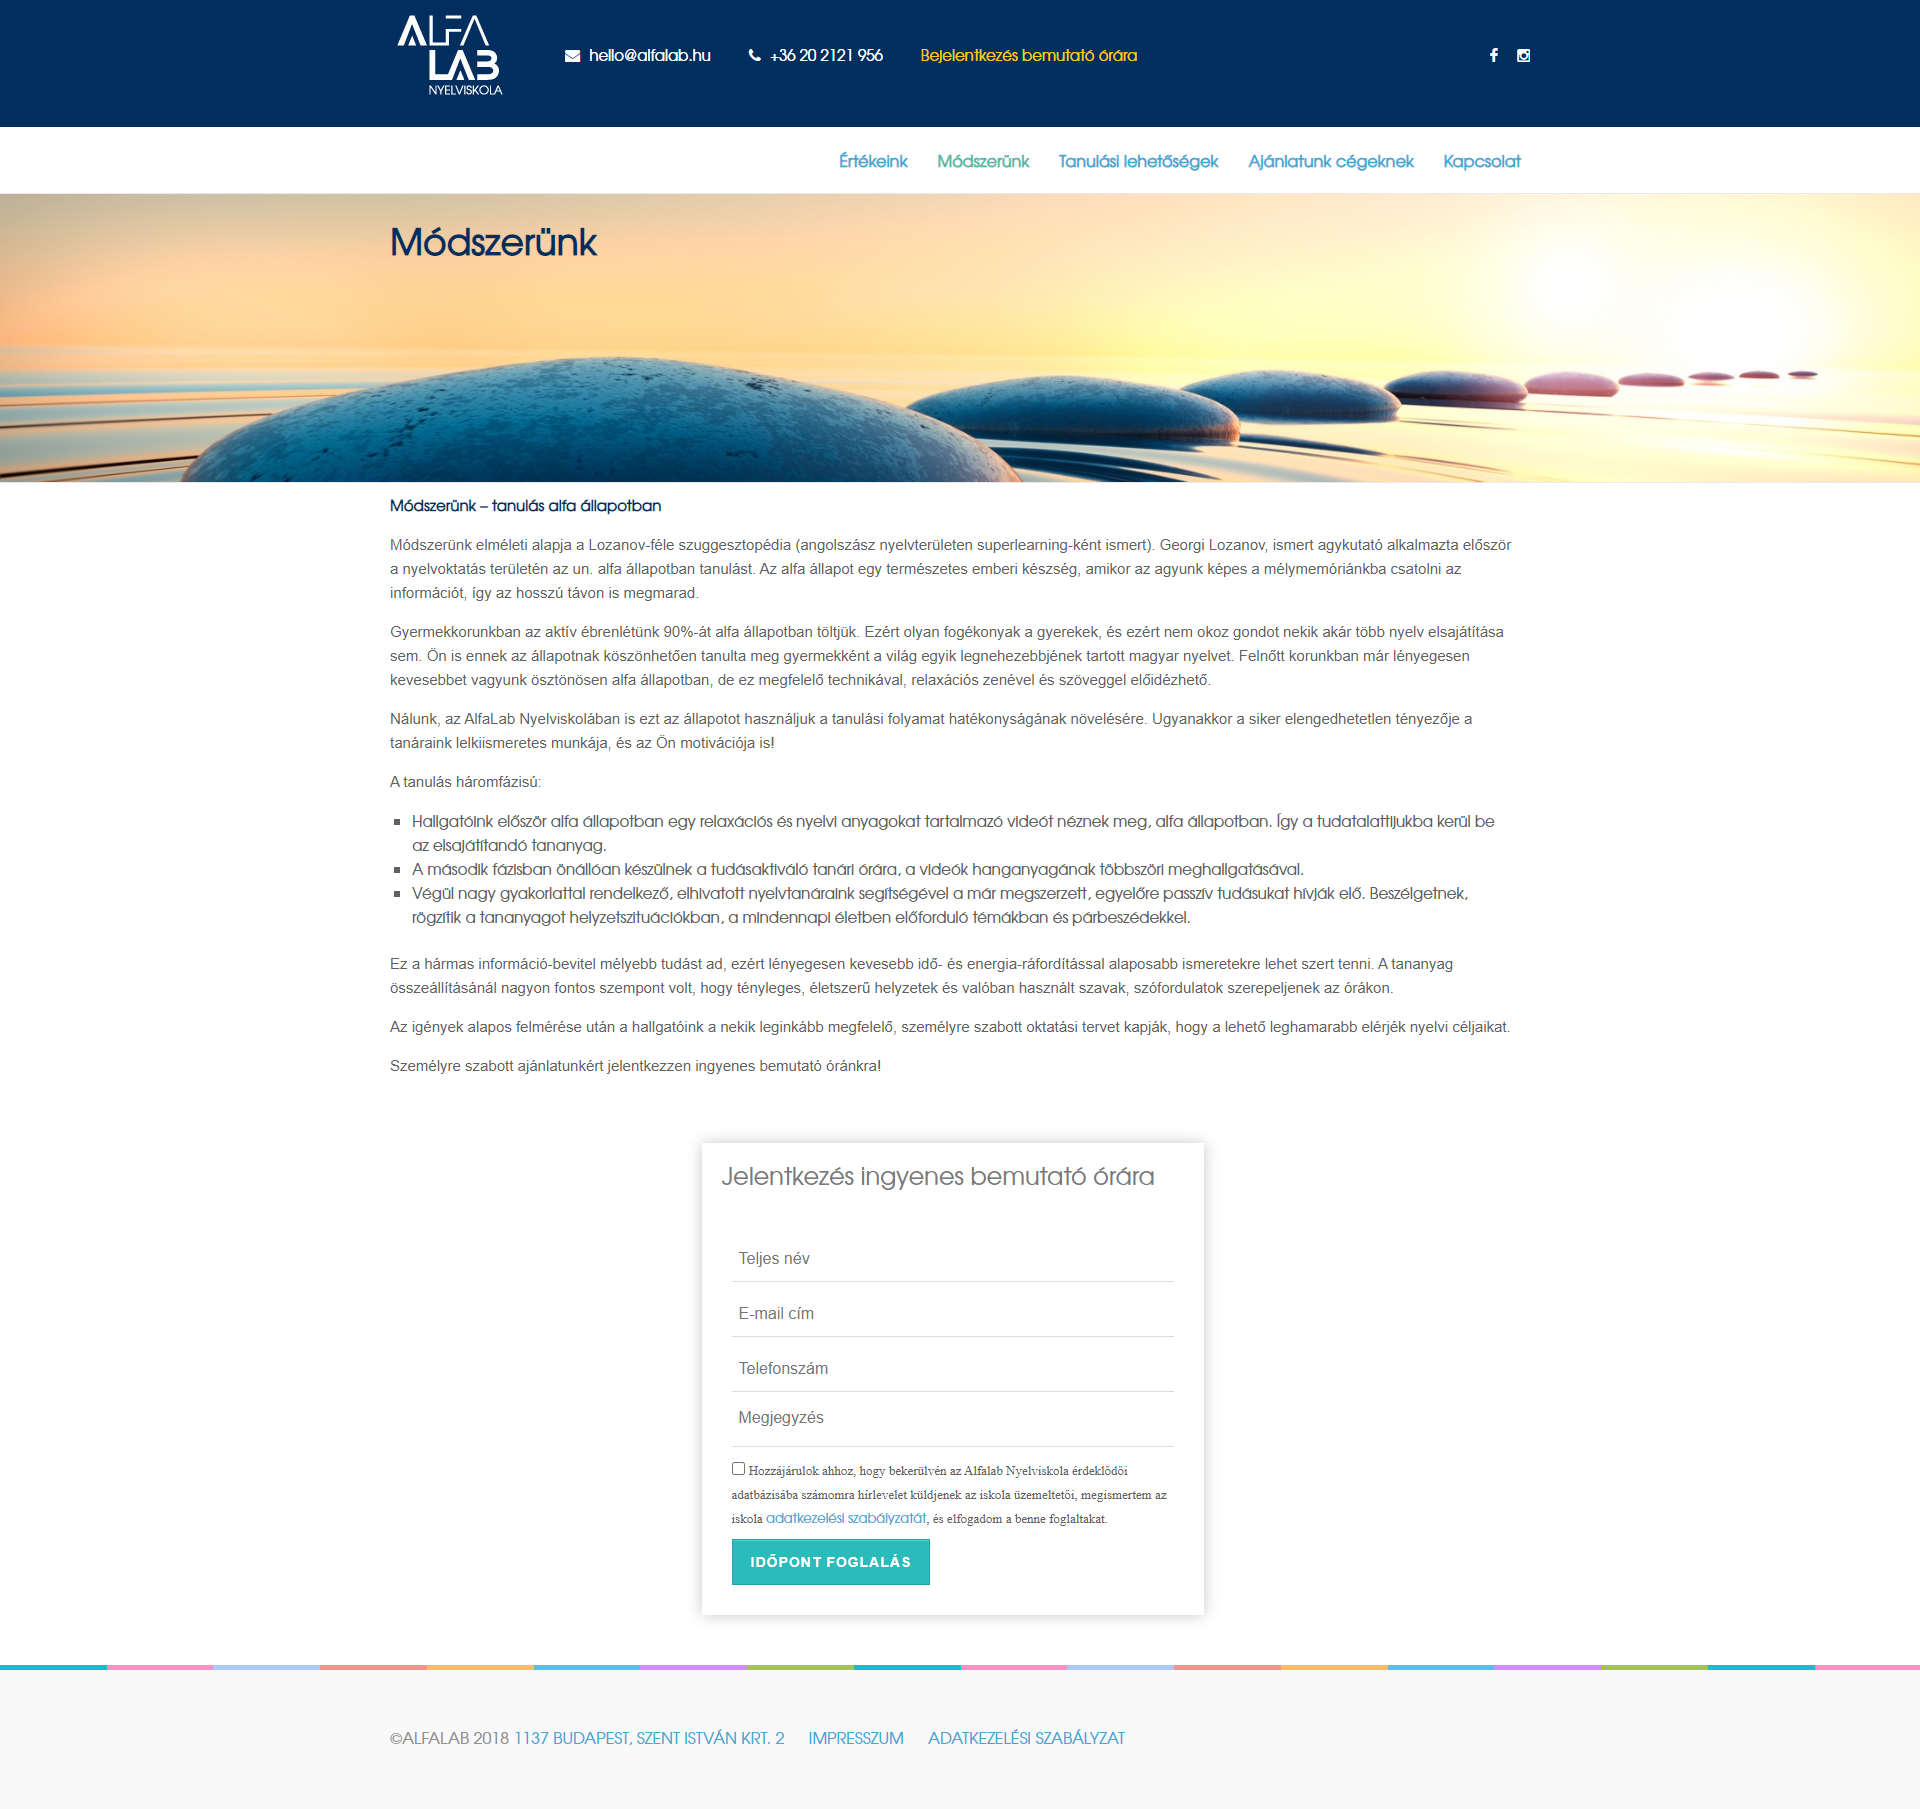 ALFA
LAB
NYELVISKOLA
hello@alfalab.hu +36 20 2121 956 Bejelentkezés bemutató órára
Értékeink Módszerünk Tanulási lehetőségek Ajánlatunk cégeknek Kapcsolat
Módszerünk
Módszerünk – tanulás alfa állapotban
Módszerünk elméleti alapja a Lozanov-féle szuggesztopédia (angolszász nyelvterületen superlearning-ként ismert). Georgi Lozanov, ismert agykutató alkalmazta először
a nyelvoktatás területén az un. alfa állapotban tanulást. Az alfa állapot egy természetes emberi készség, amikor az agyunk képes a mélymemóriánkba csatolni az
információt, így az hosszú távon is megmarad.
Gyermekkorunkban az aktív ébrenlétünk 90%-át alfa állapotban töltjük. Ezért olyan fogékonyak a gyerekek, és ezért nem okoz gondot nekik akár több nyelv elsajátítása
sem. Ön is ennek az állapotnak köszönhetően tanulta meg gyermekként a világ egyik legnehezebbjének tartott magyar nyelvet. Felnőtt korunkban már lényegesen
kevesebbet vagyunk ösztönösen alfa állapotban, de ez megfelelő technikával, relaxációs zenével és szöveggel előidézhető.
Nálunk, az AlfaLab Nyelviskolában is ezt az állapotot használjuk a tanulási folyamat hatékonyságának növelésére. Ugyanakkor a siker elengedhetetlen tényezője a
tanáraink lelkiismeretes munkája, és az Ön motivációja is!
A tanulás háromfázisú:
Hallgatóink először alfa állapotban egy relaxációs és nyelvi anyagokat tartalmazó videót néznek meg, alfa állapotban. Így a tudatalattijukba kerül be
az elsajátítandó tananyag.
A második fázisban önállóan készülnek a tudásaktiváló tanári órára, a videók hanganyagának többszöri meghallgatásával.
Végül nagy gyakorlattal rendelkező, elhivatott nyelvtanáraink segítségével a már megszerzett, egyelőre passzív tudásukat hívják elő. Beszélgetnek,
rögzítik a tananyagot helyzetszituációkban, a mindennapi életben előforduló témákban és párbeszédekkel.
Ez a hármas információ-bevitel mélyebb tudást ad, ezért lényegesen kevesebb idő- és energia-ráfordítással alaposabb ismeretekre lehet szert tenni. A tananyag
összeállításánál nagyon fontos szempont volt, hogy tényleges, életszerű helyzetek és valóban használt szavak, szófordulatok szerepeljenek az órákon.
Az igények alapos felmérése után a hallgatóink a nekik leginkább megfelelő, személyre szabott oktatási tervet kapják, hogy a lehető leghamarabb elérjék nyelvi céljaikat.
Személyre szabott ajánlatunkért jelentkezzen ingyenes bemutató óránkra!
Jelentkezés ingyenes bemutató órára
Teljes név
E-mail cím
Telefonszám
Megjegyzés
Hozzájárulok ahhoz, hogy bekerülvén az Alfalab Nyelviskola érdeklődői
adatbázisába számomra hírlevelet küldjenek az iskola üzemeltetői, megismertem az
iskola adatkezelési szabályzatát, és elfogadom a benne foglaltakat.
IDŐPONT FOGLALÁS
©ALFALAB 2018 1137 BUDAPEST, SZENT ISTVÁN KRT. 2 IMPRESSZUM ADATKEZELÉSI SZABÁLYZAT